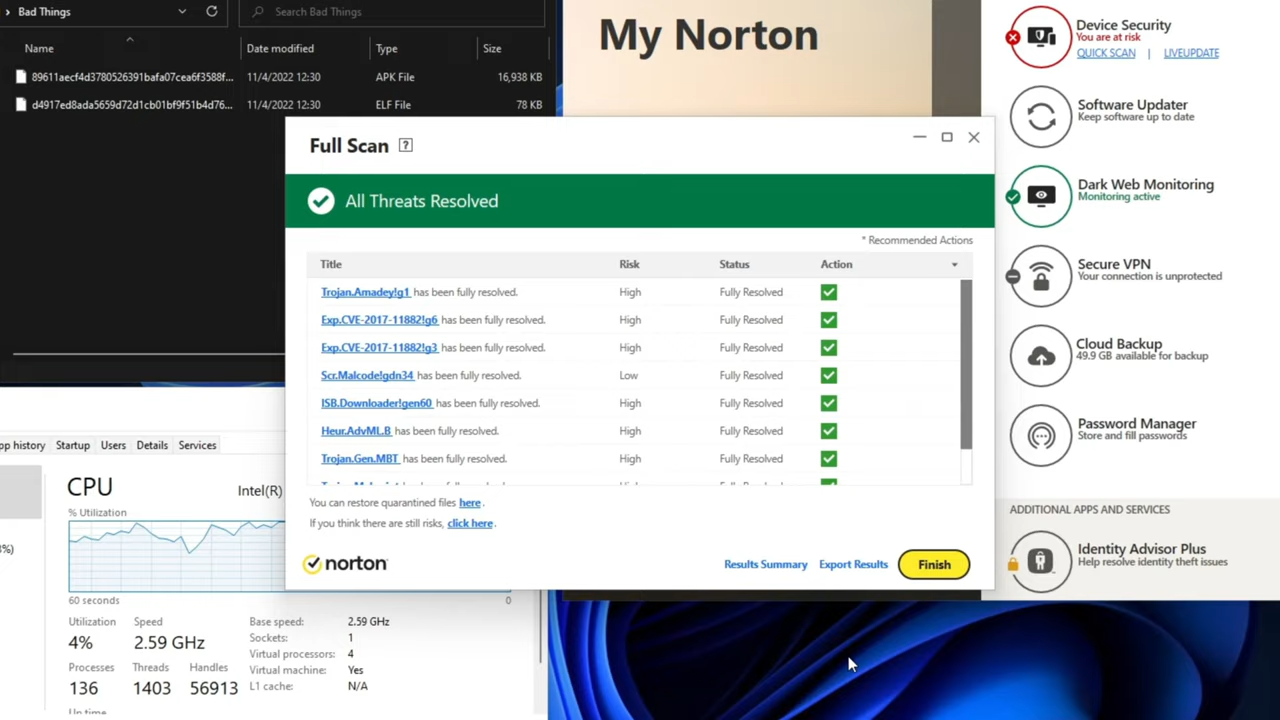 Bad Things
Search Bad Things
Name
Date modified
Type
Size
89611aecf4d3780526391bafa07cea6f3588f...
11/4/2022 12:30
APK File
16,938 KB
d4917ed8ada5659d72d1cb01bf9f51b4d76...
11/4/2022 12:30
ELF File
78 KB
My Norton
Device Security
You are at risk
QUICK SCAN | LIVEUPDATE
Software Updater
Keep software up to date
Dark Web Monitoring
Monitoring active
Secure VPN
Your connection is unprotected
Cloud Backup
49.9 GB available for backup
Password Manager
Store and fill passwords
ADDITIONAL APPS AND SERVICES
Identity Advisor Plus
Help resolve identity theft issues
Full Scan ?
All Threats Resolved
* Recommended Actions
Title Risk Status Action
Trojan.Amadey!g1 has been fully resolved. High Fully Resolved
Exp.CVE-2017-11882!g6 has been fully resolved. High Fully Resolved
Exp.CVE-2017-11882!g3 has been fully resolved. High Fully Resolved
Scr.Malcode!gdn34 has been fully resolved. Low Fully Resolved
ISB.Downloader!gen60 has been fully resolved. High Fully Resolved
Heur.AdvML.B has been fully resolved. High Fully Resolved
Trojan.Gen.MBT has been fully resolved. High Fully Resolved
You can restore quarantined files here.
If you think there are still risks, click here.
norton
Results Summary
Export Results
Finish
pp history
Startup
Users
Details
Services
CPU
Intel(R)
% Utilization
60 seconds
0
Utilization
Speed
4%
2.59 GHz
Processes
Threads
Handles
136
1403
56913
Base speed: 2.59 GHz
Sockets: 1
Virtual processors: 4
Virtual machine: Yes
L1 cache: N/A
%)